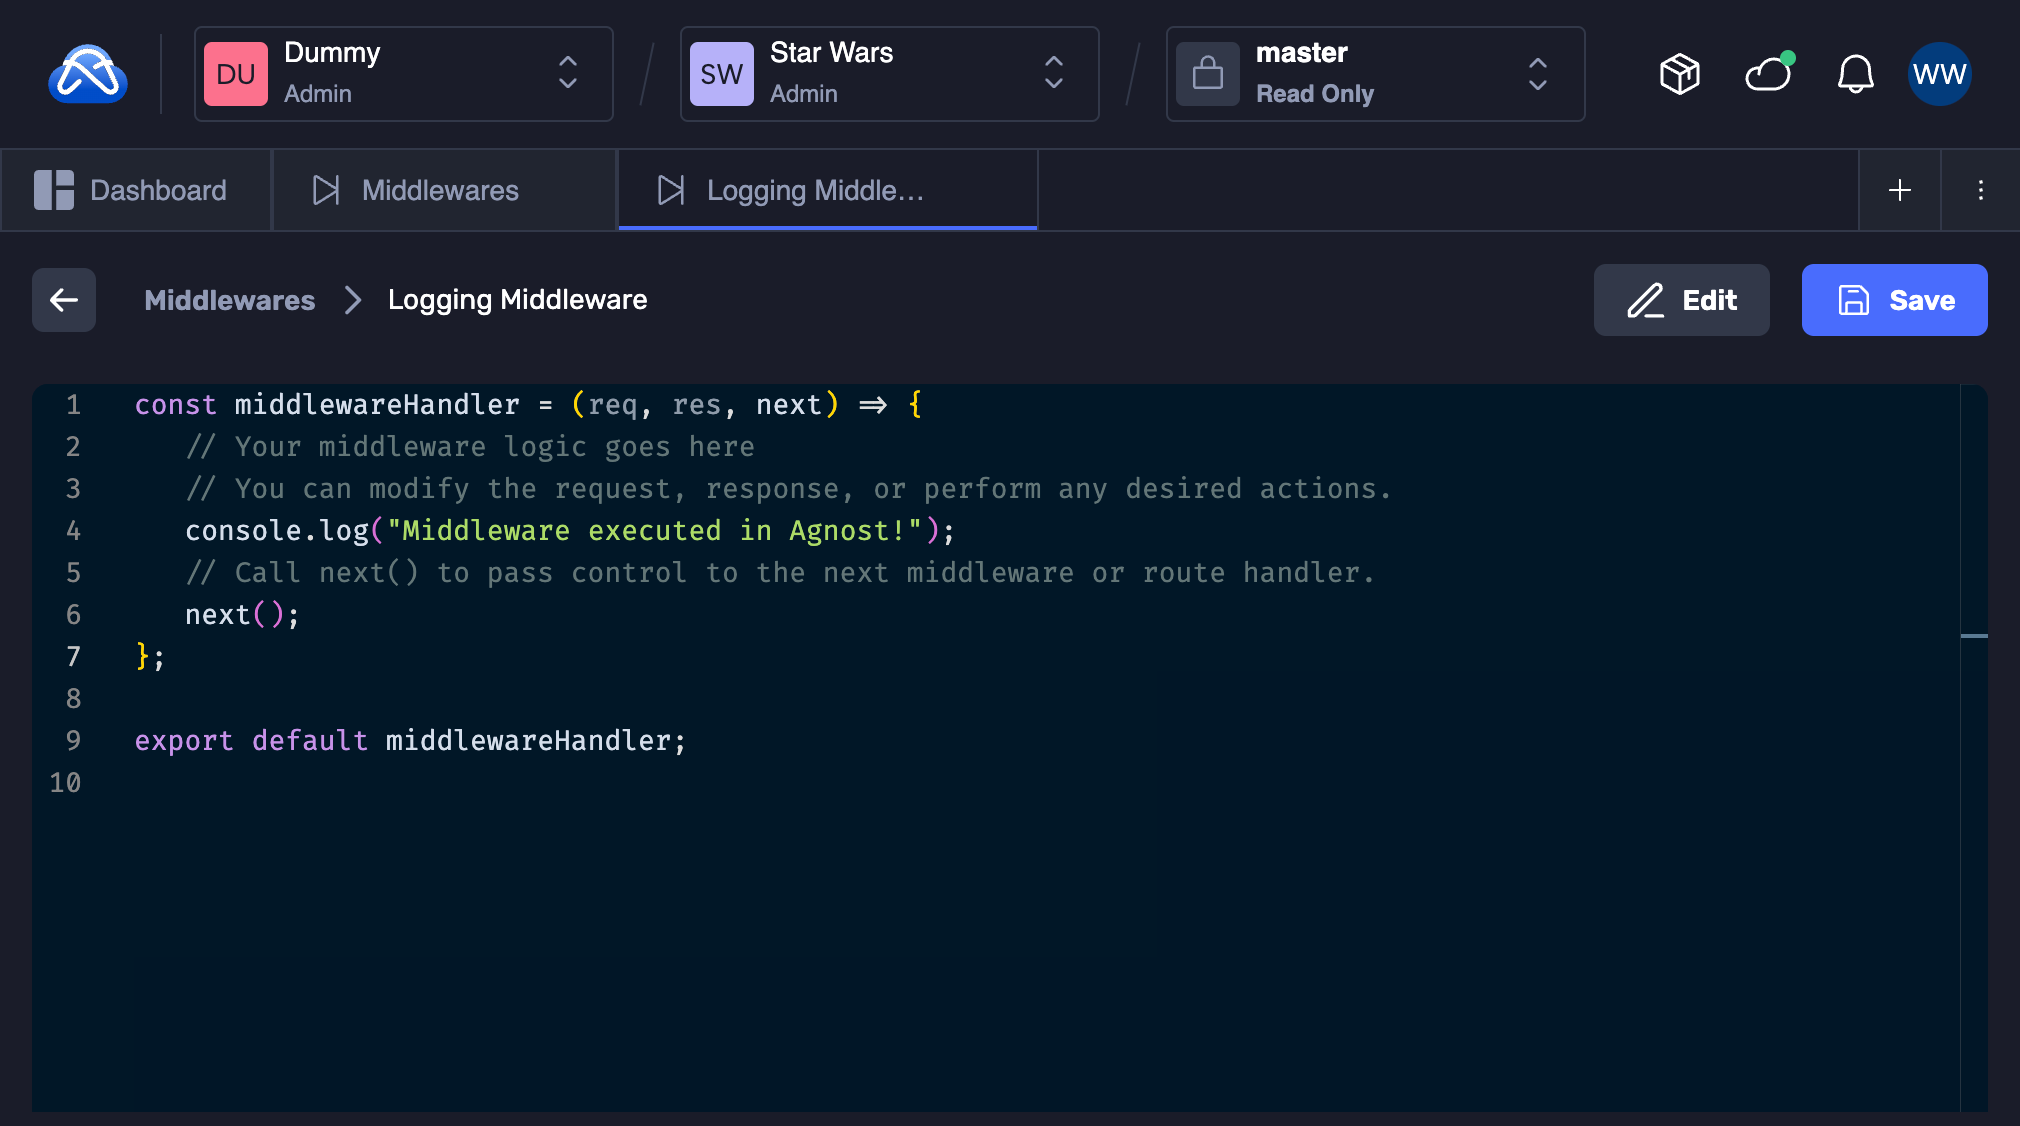 DU
Dummy
Admin
SW
Star Wars
Admin
master
Read Only
WW
Dashboard
Middlewares
Logging Middle...
Middlewares
Logging Middleware
Edit
Save
1 const middlewareHandler = (req, res, next) => {
2 // Your middleware logic goes here
3 // You can modify the request, response, or perform any desired actions.
4 console.log("Middleware executed in Agnost!");
5 // Call next() to pass control to the next middleware or route handler.
6 next();
7 };
8
9 export default middlewareHandler;
10